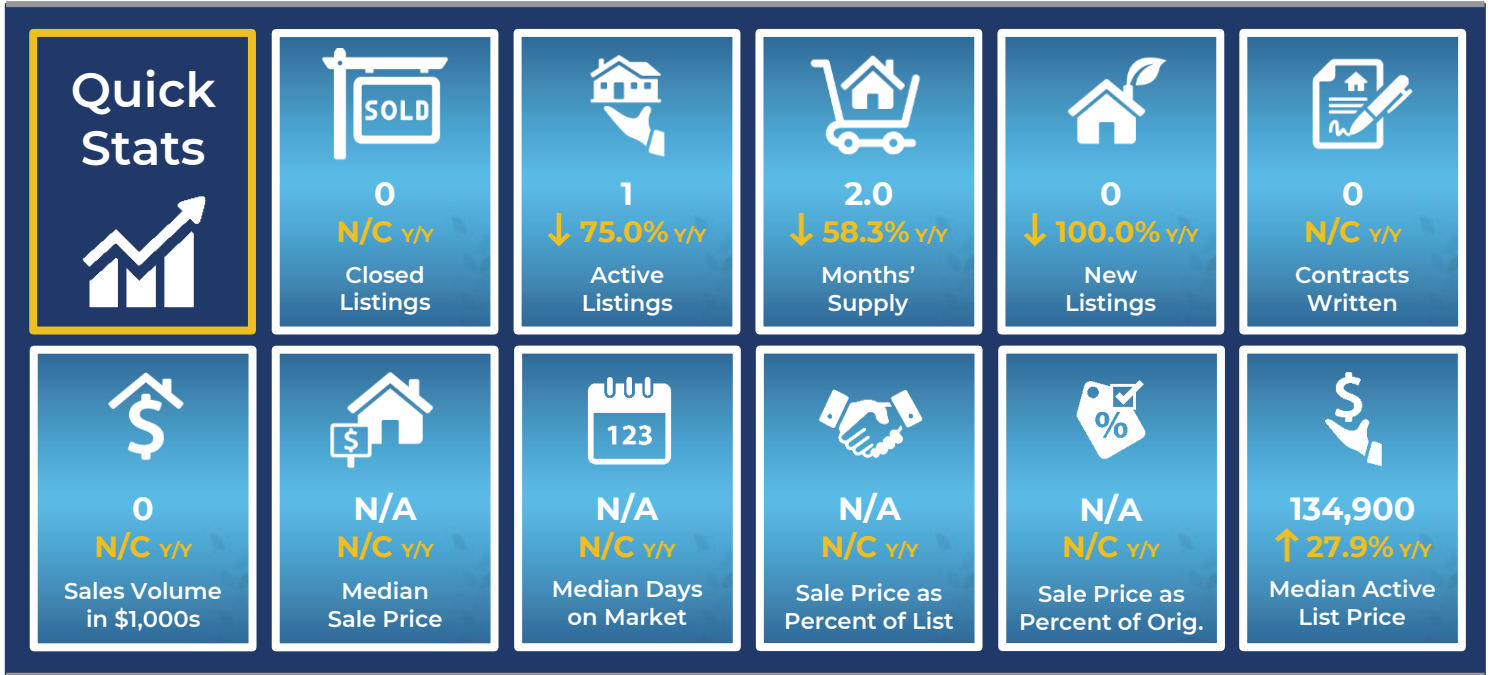 Quick
Stats
SOLD
0
N/C Y/Y
Closed
Listings
1
↓ 75.0% Y/Y
Active
Listings
2.0
↓ 58.3% Y/Y
Months’
Supply
0
↓ 100.0% Y/Y
New
Listings
0
N/C Y/Y
Contracts
Written
$
0
N/C Y/Y
Sales Volume
in $1,000s
$
N/A
N/C Y/Y
Median
Sale Price
123
N/A
N/C Y/Y
Median Days
on Market
N/A
N/C Y/Y
Sale Price as
Percent of List
%
N/A
N/C Y/Y
Sale Price as
Percent of Orig.
$
134,900
↑ 27.9% Y/Y
Median Active
List Price